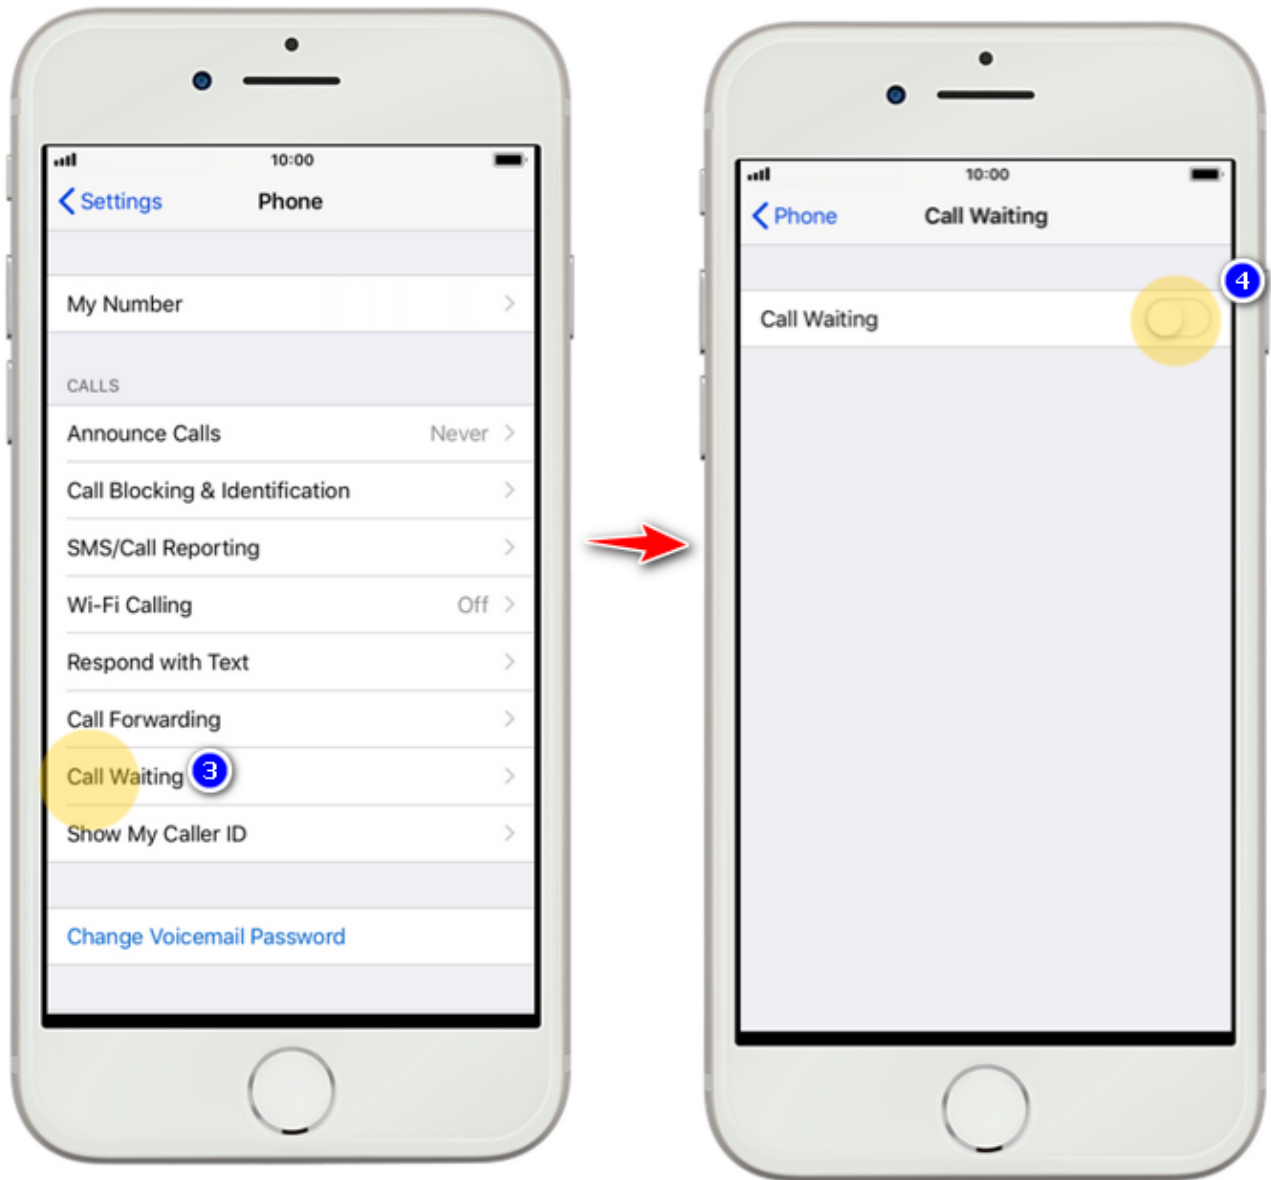 10:00
Settings
Phone
My Number
CALLS
Announce Calls Never
Call Blocking & Identification
SMS/Call Reporting
Wi-Fi Calling Off
Respond with Text
Call Forwarding
Call Waiting 3
Show My Caller ID
Change Voicemail Password
10:00
Phone
Call Waiting
4
Call Waiting